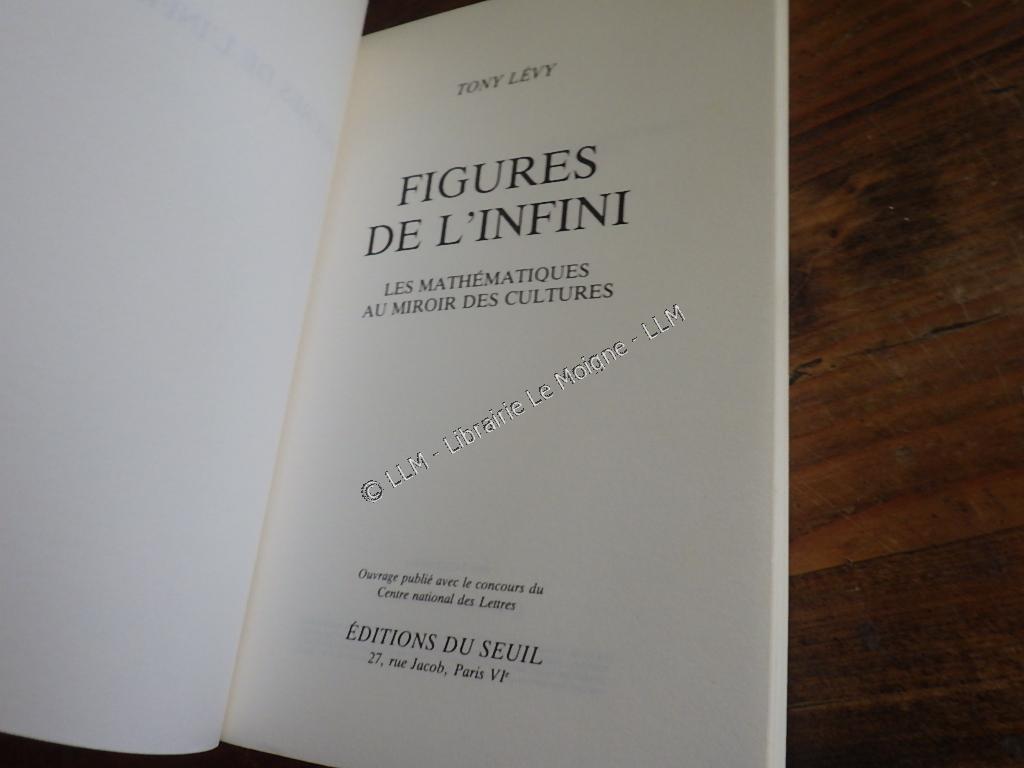 TONY LÉVY
FIGURES
DE L'INFINI
LES MATHÉMATIQUES
AU MIROIR DES CULTURES
© LLM - Librairie Le Moigne - LLM
Ouvrage publié avec le concours du
Centre national des Lettres
ÉDITIONS DU SEUIL
27, rue Jacob, Paris VIᵉ